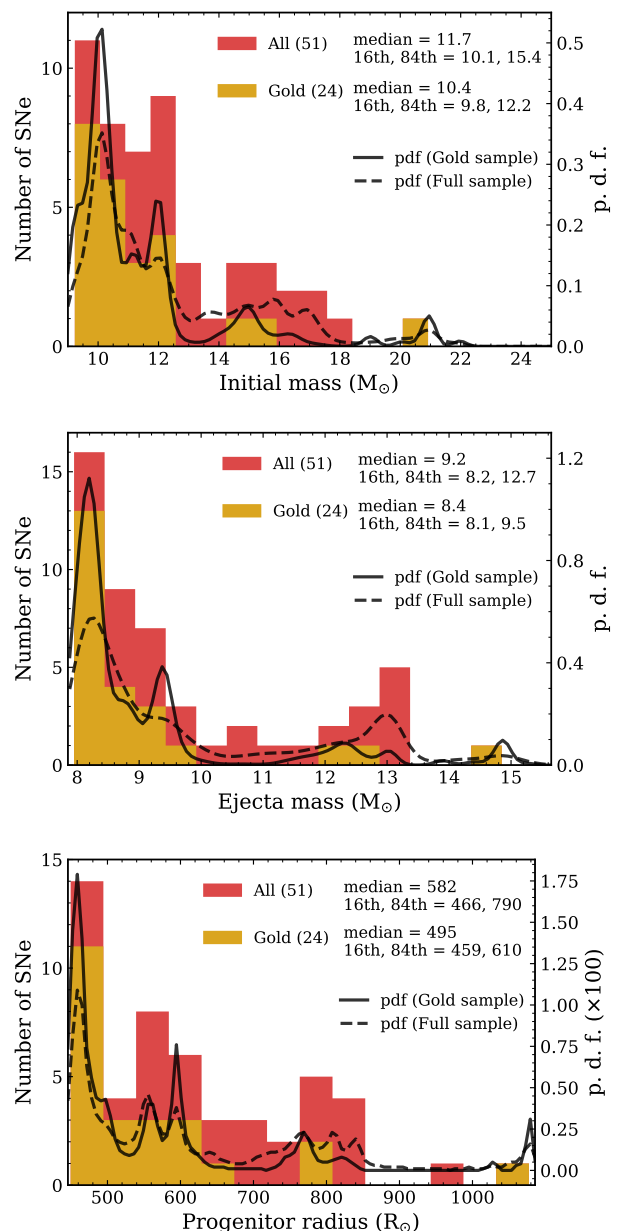 All (51)
median = 11.7
16th, 84th = 10.1, 15.4
Gold (24)
median = 10.4
16th, 84th = 9.8, 12.2
pdf (Gold sample)
pdf (Full sample)
Number of SNe
0
5
10
p. d. f.
0.0
0.1
0.2
0.3
0.4
0.5
10 12 14 16 18 20 22 24
Initial mass (M⊙)
All (51)
median = 9.2
16th, 84th = 8.2, 12.7
Gold (24)
median = 8.4
16th, 84th = 8.1, 9.5
pdf (Gold sample)
pdf (Full sample)
Number of SNe
0
5
10
15
p. d. f.
0.0
0.4
0.8
1.2
8 9 10 11 12 13 14 15
Ejecta mass (M⊙)
All (51)
median = 582
16th, 84th = 466, 790
Gold (24)
median = 495
16th, 84th = 459, 610
pdf (Gold sample)
pdf (Full sample)
Number of SNe
0
5
10
15
p. d. f. (×100)
0.00
0.25
0.50
0.75
1.00
1.25
1.50
1.75
500 600 700 800 900 1000
Progenitor radius (R⊙)